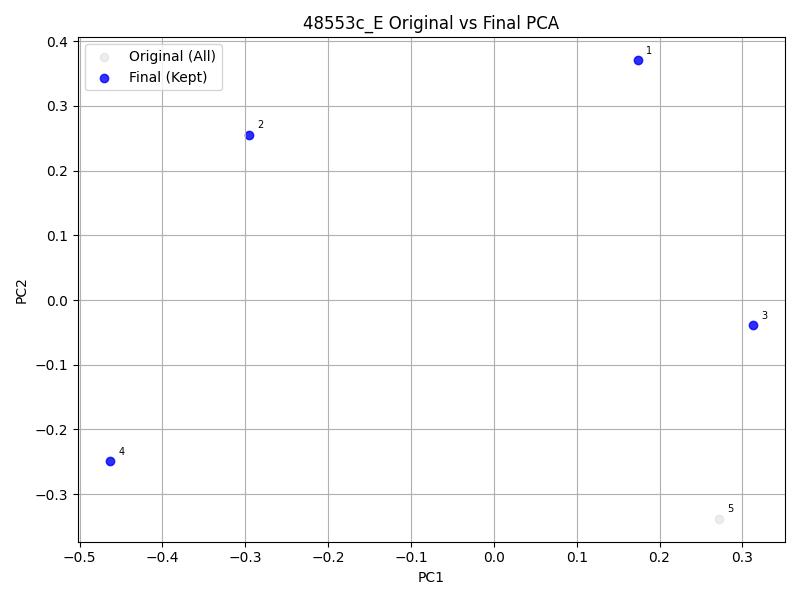 48553c_E Original vs Final PCA
Original (All)
Final (Kept)
1
2
3
4
5
0.4
0.3
0.2
0.1
0.0
−0.1
−0.2
−0.3
PC2
−0.5 −0.4 −0.3 −0.2 −0.1 0.0 0.1 0.2 0.3
PC1